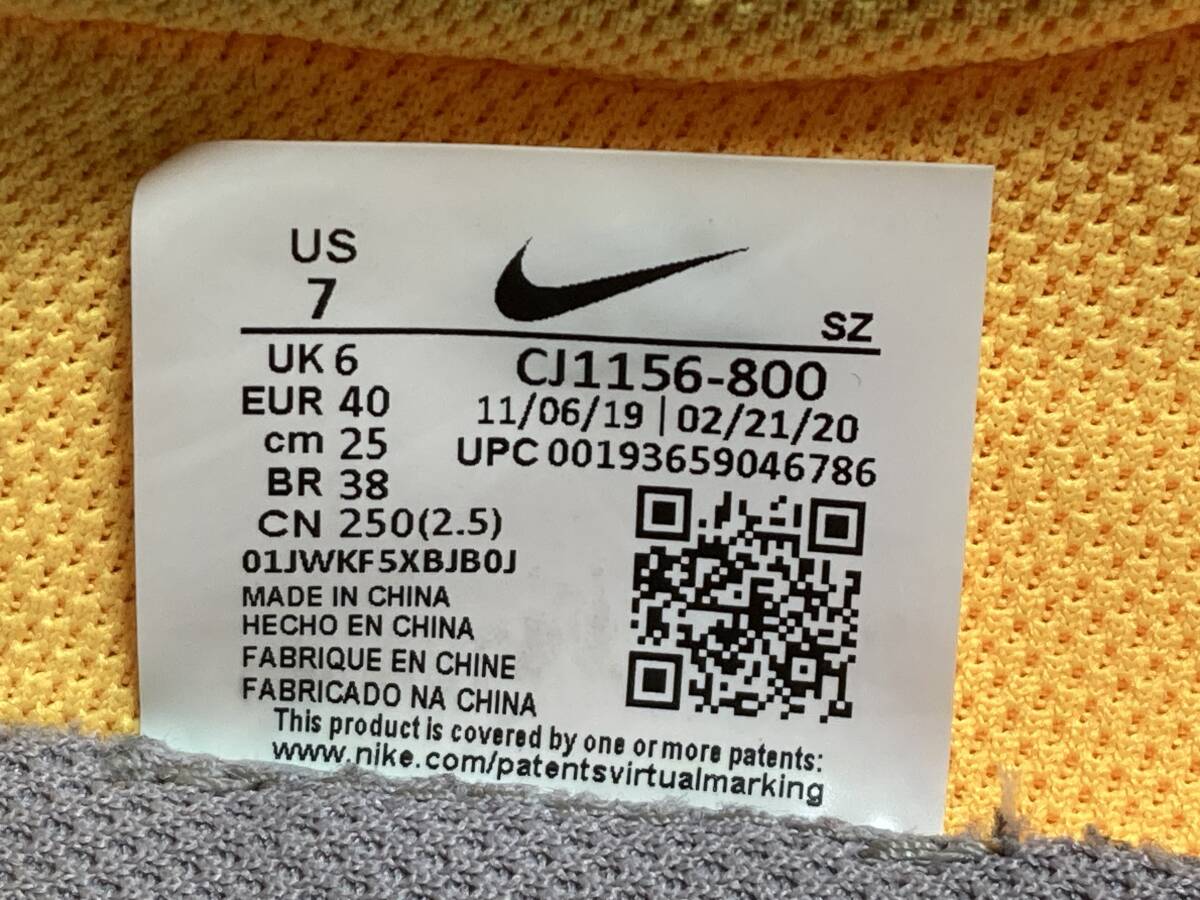 US
7
SZ
UK 6
CJ1156-800
EUR 40
11/06/19 | 02/21/20
cm 25
UPC 00193659046786
BR 38
CN 250(2.5)
01JWKF5XBJB0J
MADE IN CHINA
HECHO EN CHINA
FABRIQUE EN CHINE
FABRICADO NA CHINA
This product is covered by one or more patents:
www.nike.com/patentsvirtualmarking